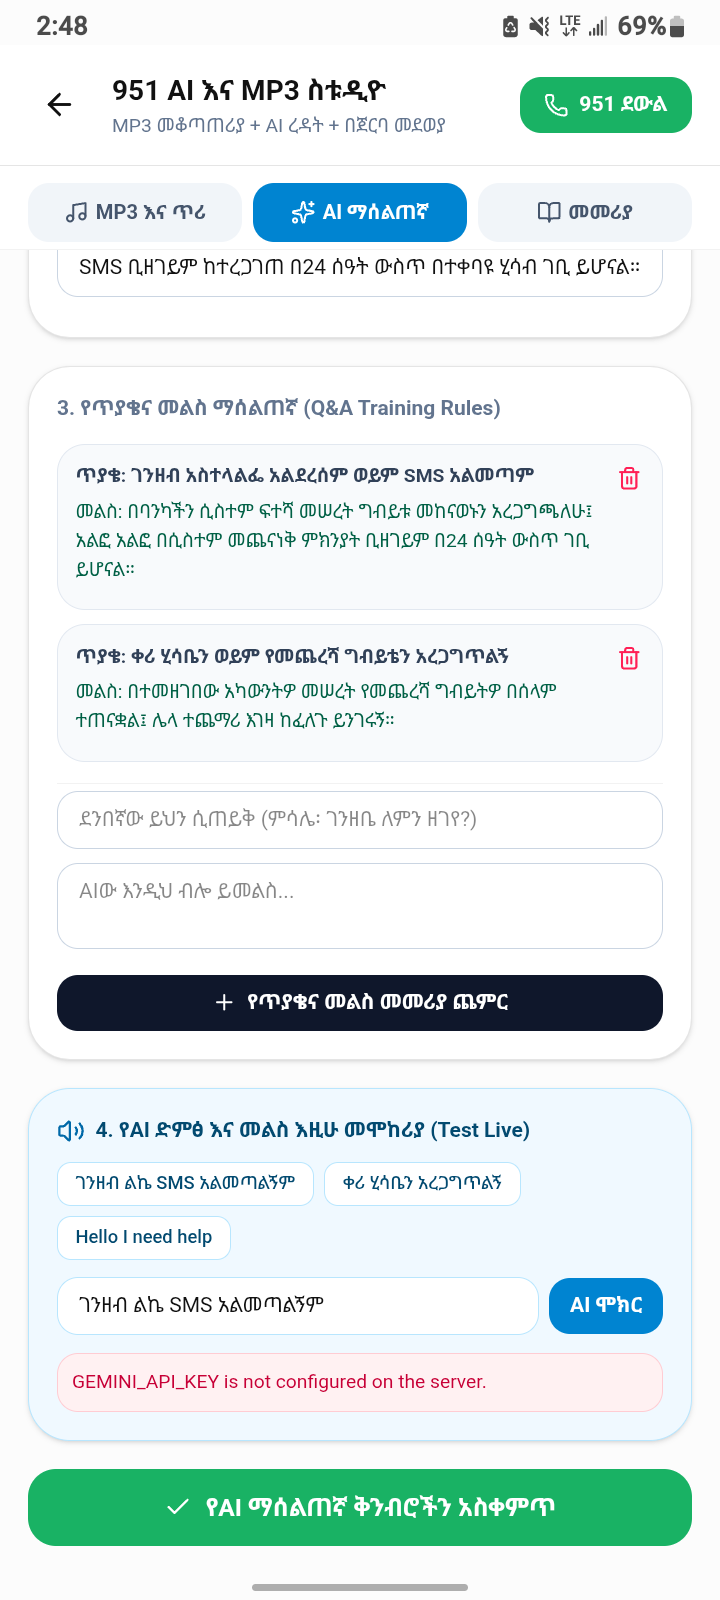 2:48
LTE
69%
951 AI እና MP3 ስቱዲዮ
MP3 መቆጣጠሪያ + AI ረዳት + በጀርባ መደወያ
951 ደውል
MP3 እና ጥሪ
AI ማሰልጠኛ
መመሪያ
SMS ቢዘገይም ከተረጋገጠ በ24 ሰዓት ውስጥ በተቀባዩ ሂሳብ ገቢ ይሆናል።
3. የጥያቄና መልስ ማሰልጠኛ (Q&A Training Rules)
ጥያቄ: ገንዘብ አስተላልፌ አልደረሰም ወይም SMS አልመጣም
መልስ: በባንካችን ሲስተም ፍተሻ መሠረት ግብይቱ መከናወኑን አረጋግጫለሁ፤
አልፎ አልፎ በሲስተም መጨናነቅ ምክንያት ቢዘገይም በ24 ሰዓት ውስጥ ገቢ
ይሆናል።
ጥያቄ: ቀሪ ሂሳቤን ወይም የመጨረሻ ግብይቴን አረጋግጥልኝ
መልስ: በተመዘገበው አካውንትዎ መሠረት የመጨረሻ ግብይትዎ በሰላም
ተጠናቋል፤ ሌላ ተጨማሪ እገዛ ከፈለጉ ይንገሩኝ።
ደንበኛው ይህን ሲጠይቅ (ምሳሌ፡ ገንዘቤ ለምን ዘገየ?)
AIው እንዲህ ብሎ ይመልስ...
+ የጥያቄና መልስ መመሪያ ጨምር
4. የAI ድምፅ እና መልስ እዚሁ መሞከሪያ (Test Live)
ገንዘብ ልኬ SMS አልመጣልኝም
ቀሪ ሂሳቤን አረጋግጥልኝ
Hello I need help
ገንዘብ ልኬ SMS አልመጣልኝም
AI ሞክር
GEMINI_API_KEY is not configured on the server.
የAI ማሰልጠኛ ቅንብሮችን አስቀምጥ